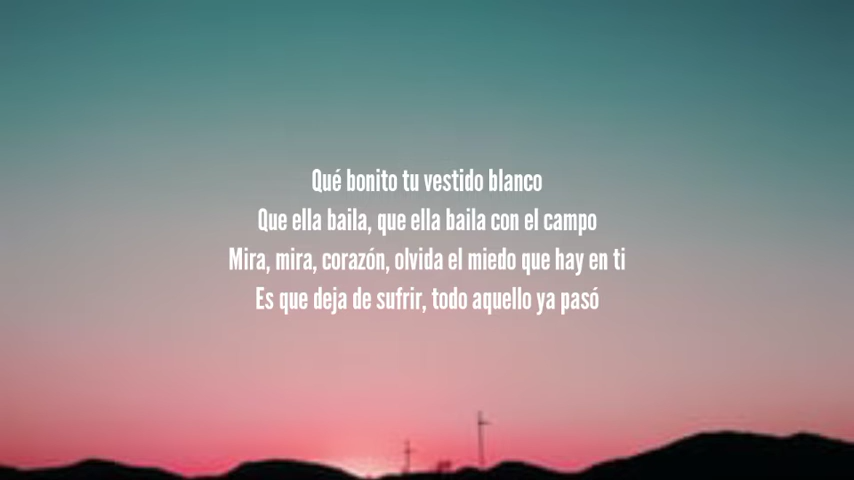 Qué bonito tu vestido blanco
Que ella baila, que ella baila con el campo
Mira, mira, corazón, olvida el miedo que hay en ti
Es que deja de sufrir, todo aquello ya pasó